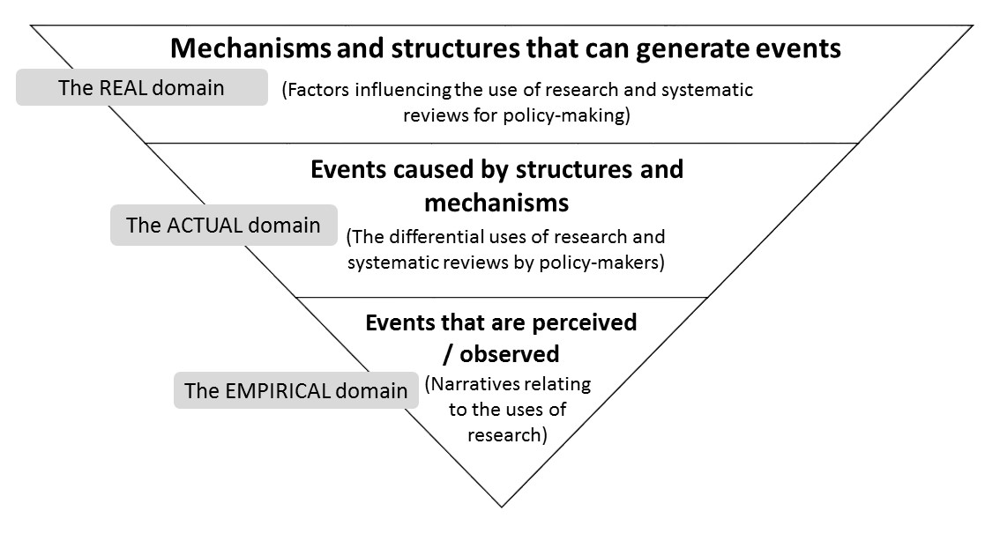 Mechanisms and structures that can generate events
The REAL domain
(Factors influencing the use of research and systematic
reviews for policy-making)
Events caused by structures and
mechanisms
The ACTUAL domain
(The differential uses of research and
systematic reviews by policy-makers)
Events that are perceived
/ observed
The EMPIRICAL domain
(Narratives relating
to the uses of
research)